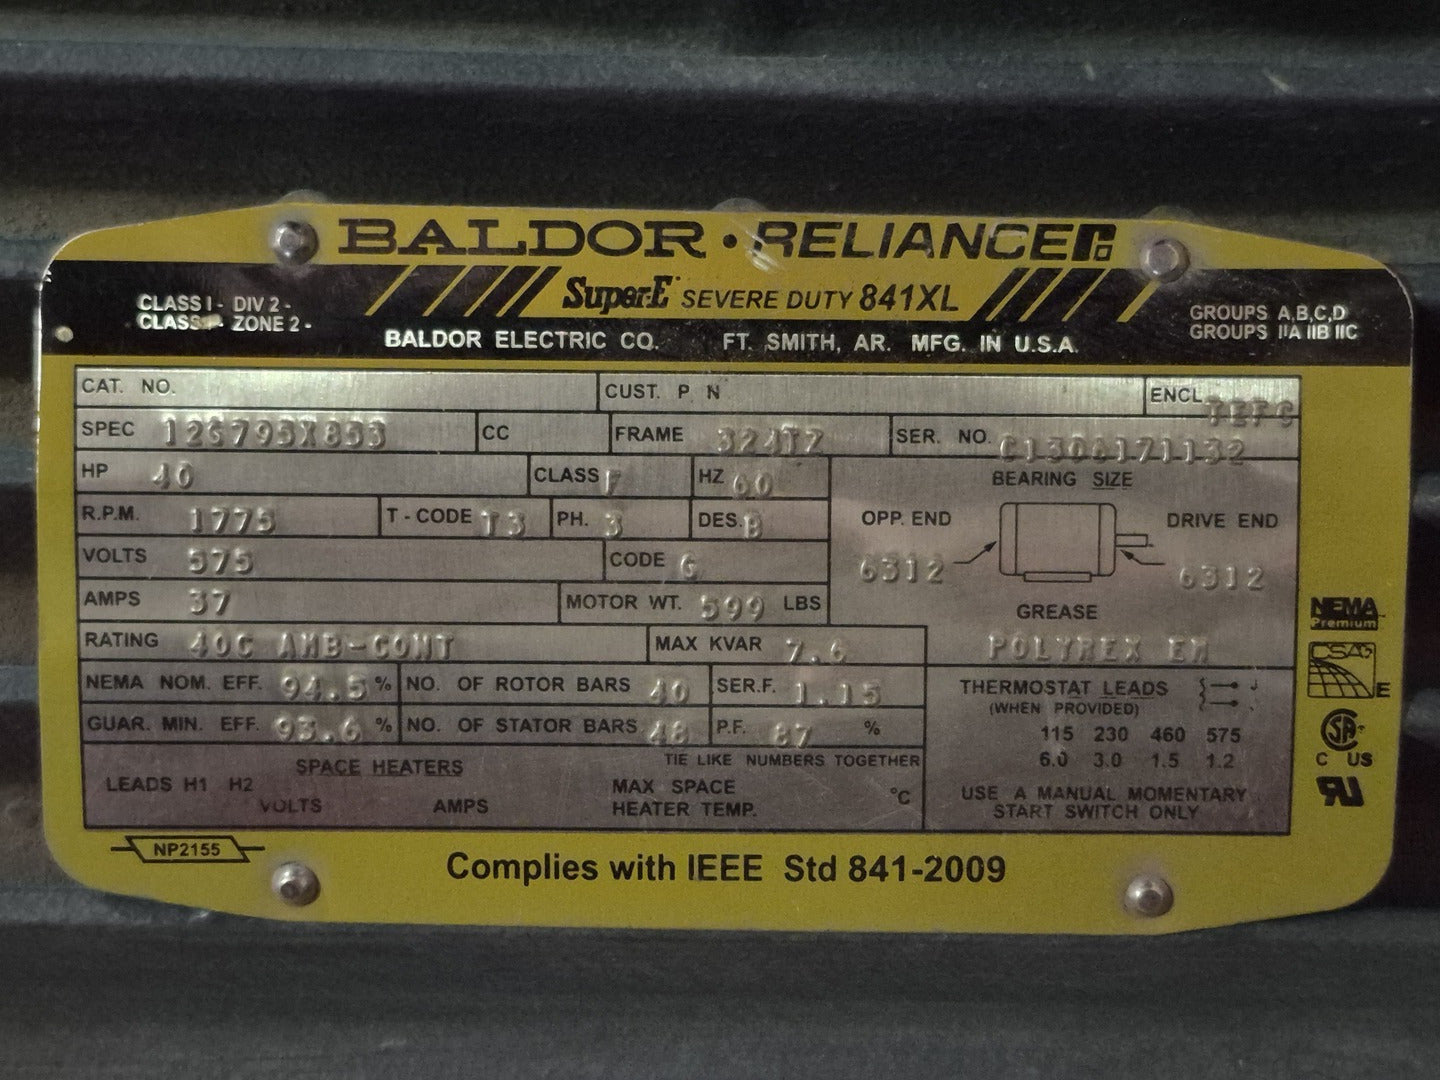 BALDOR • RELIANCE
Super-E SEVERE DUTY 841XL
CLASS I - DIV 2 -
CLASS I - ZONE 2 -
GROUPS A,B,C,D
GROUPS IIA IIB IIC
BALDOR ELECTRIC CO. FT. SMITH, AR. MFG. IN U.S.A.
CAT. NO. CUST. P N ENCL. TEFC
SPEC 12G795X853 CC FRAME 324TZ SER. NO. C1306171132
HP 40 CLASS F HZ 60
R.P.M. 1775 T-CODE T3 PH. 3 DES. B
VOLTS 575 CODE G
AMPS 37 MOTOR WT. 599 LBS
RATING 40C AMB-CONT MAX KVAR 7.6
NEMA NOM. EFF. 94.5 % NO. OF ROTOR BARS 40 SER.F. 1.15
GUAR. MIN. EFF. 93.6 % NO. OF STATOR BARS 48 P.F. 87 %
BEARING SIZE
OPP. END DRIVE END
6312 6312
GREASE
POLYREX EM
THERMOSTAT LEADS J
(WHEN PROVIDED) J
115 230 460 575
6.0 3.0 1.5 1.2
USE A MANUAL MOMENTARY
START SWITCH ONLY
SPACE HEATERS TIE LIKE NUMBERS TOGETHER
LEADS H1 H2 MAX SPACE
VOLTS AMPS HEATER TEMP. °C
NEMA
Premium
CSA
E
C US
NP2155
Complies with IEEE Std 841-2009